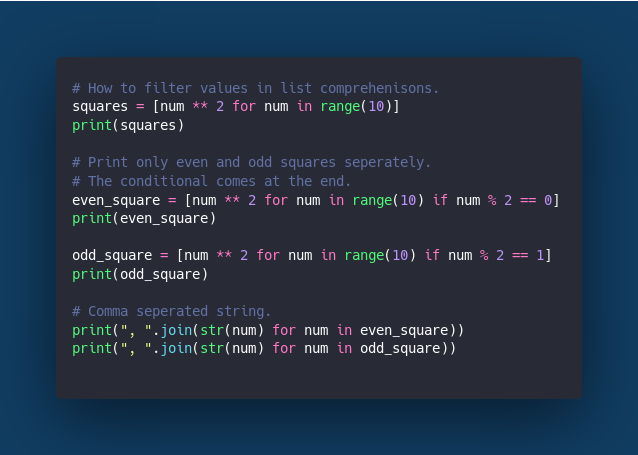 # How to filter values in list comprehenisons.
squares = [num ** 2 for num in range(10)]
print(squares)
# Print only even and odd squares seperately.
# The conditional comes at the end.
even_square = [num ** 2 for num in range(10) if num % 2 == 0]
print(even_square)
odd_square = [num ** 2 for num in range(10) if num % 2 == 1]
print(odd_square)
# Comma seperated string.
print(", ".join(str(num) for num in even_square))
print(", ".join(str(num) for num in odd_square))